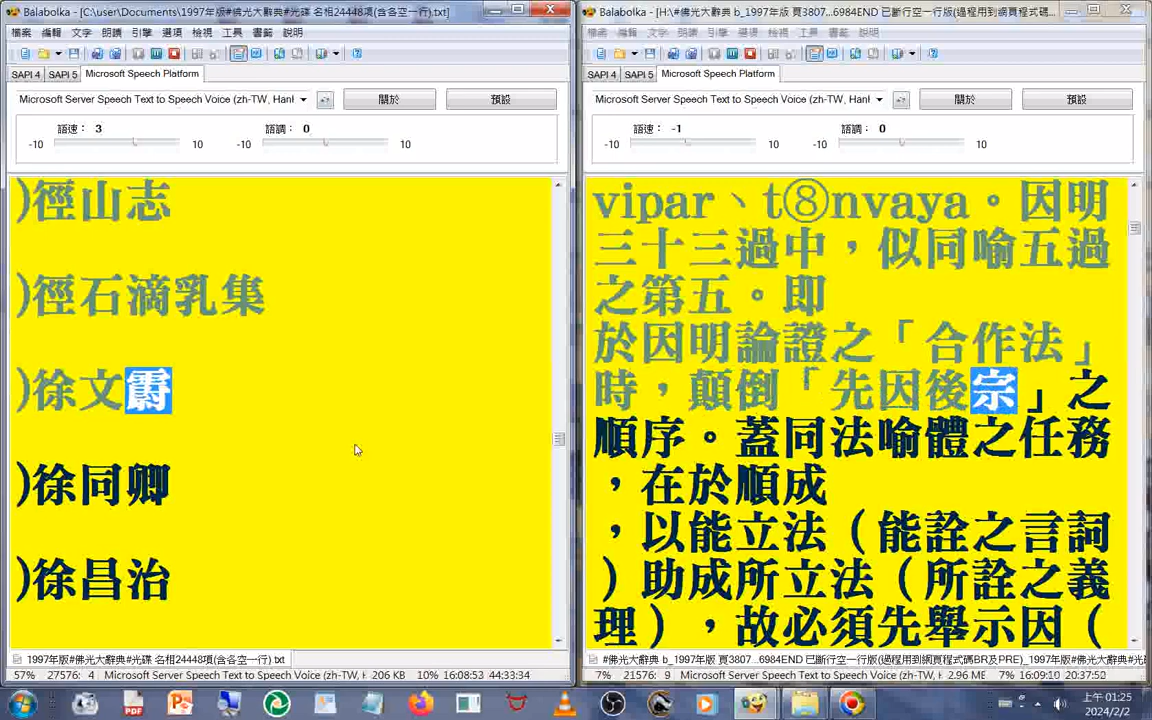 Balabolka - [C:\user\Documents\1997年版#佛光大辭典#光碟 名相24448項(含各空一行).txt]
檔案 編輯 文字 朗讀 引擎 選項 檢視 工具 書籤 說明
SAPI 4 SAPI 5 Microsoft Speech Platform
Microsoft Server Speech Text to Speech Voice (zh-TW, Hanl
關於 預設
語速： 3 語調： 0
-10 10 -10 10
)徑山志
)徑石滴乳集
)徐文霨
)徐同卿
)徐昌治
1997年版#佛光大辭典#光碟 名相24448項(含各空一行).txt
57% 27576: 4 Microsoft Server Speech Text to Speech Voice (zh-TW, H 206 KB 10% 16:08:53 44:33:34
Balabolka - [H:\#佛光大辭典 b_1997年版 頁3807...6984END 已斷行空一行版(過程用到網頁程式碼...
檔案 編輯 文字 朗讀 引擎 選項 檢視 工具 書籤 說明
SAPI 4 SAPI 5 Microsoft Speech Platform
Microsoft Server Speech Text to Speech Voice (zh-TW, Hanl
關於 預設
語速： -1 語調： 0
-10 10 -10 10
vipar、t⑧nvaya。因明
三十三過中，似同喻五過
之第五。即
於因明論證之「合作法」
時，顛倒「先因後宗」之
順序。蓋同法喻體之任務
，在於順成
，以能立法（能詮之言詞
）助成所立法（所詮之義
理），故必須先舉示因（
#佛光大辭典 b_1997年版 頁3807...6984END 已斷行空一行版(過程用到網頁程式碼BR及PRE)_1997年版#佛光
7% 21576: 9 Microsoft Server Speech Text to Speech Voice (zh-TW, H 2.96 ME 7% 16:09:10 20:37:50
上午 01:25
2024/2/2